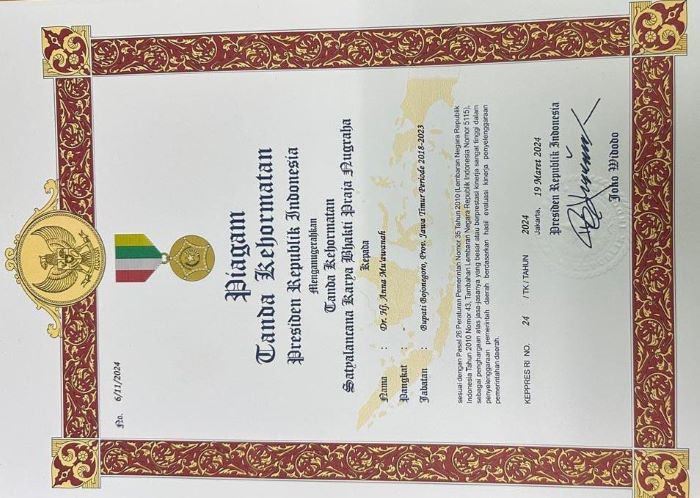 No. 6/11/2024
Piagam
Tanda Kehormatan
Presiden Republik Indonesia
Menganugerahkan
Tanda Kehormatan
Satyalancana Karya Bhakti Praja Nugraha
Kepada
Nama : Dr. Hj. Anna Mu'awanah
Pangkat : -
Jabatan : Bupati Bojonegoro, Prov. Jawa Timur Periode 2018-2023
sesuai dengan Pasal 26 Peraturan Pemerintah Nomor 35 Tahun 2010 (Lembaran Negara Republik
Indonesia Tahun 2010 Nomor 43, Tambahan Lembaran Negara Republik Indonesia Nomor 5115),
sebagai penghargaan atas jasa-jasanya yang besar atau berprestasi kinerja sangat tinggi dalam
penyelenggaraan pemerintah daerah berdasarkan hasil evaluasi kinerja penyelenggaraan
pemerintahan daerah.
KEPPRES RI NO. 24 / TK / TAHUN 2024
Jakarta, 19 Maret 2024
Presiden Republik Indonesia
Joko Widodo